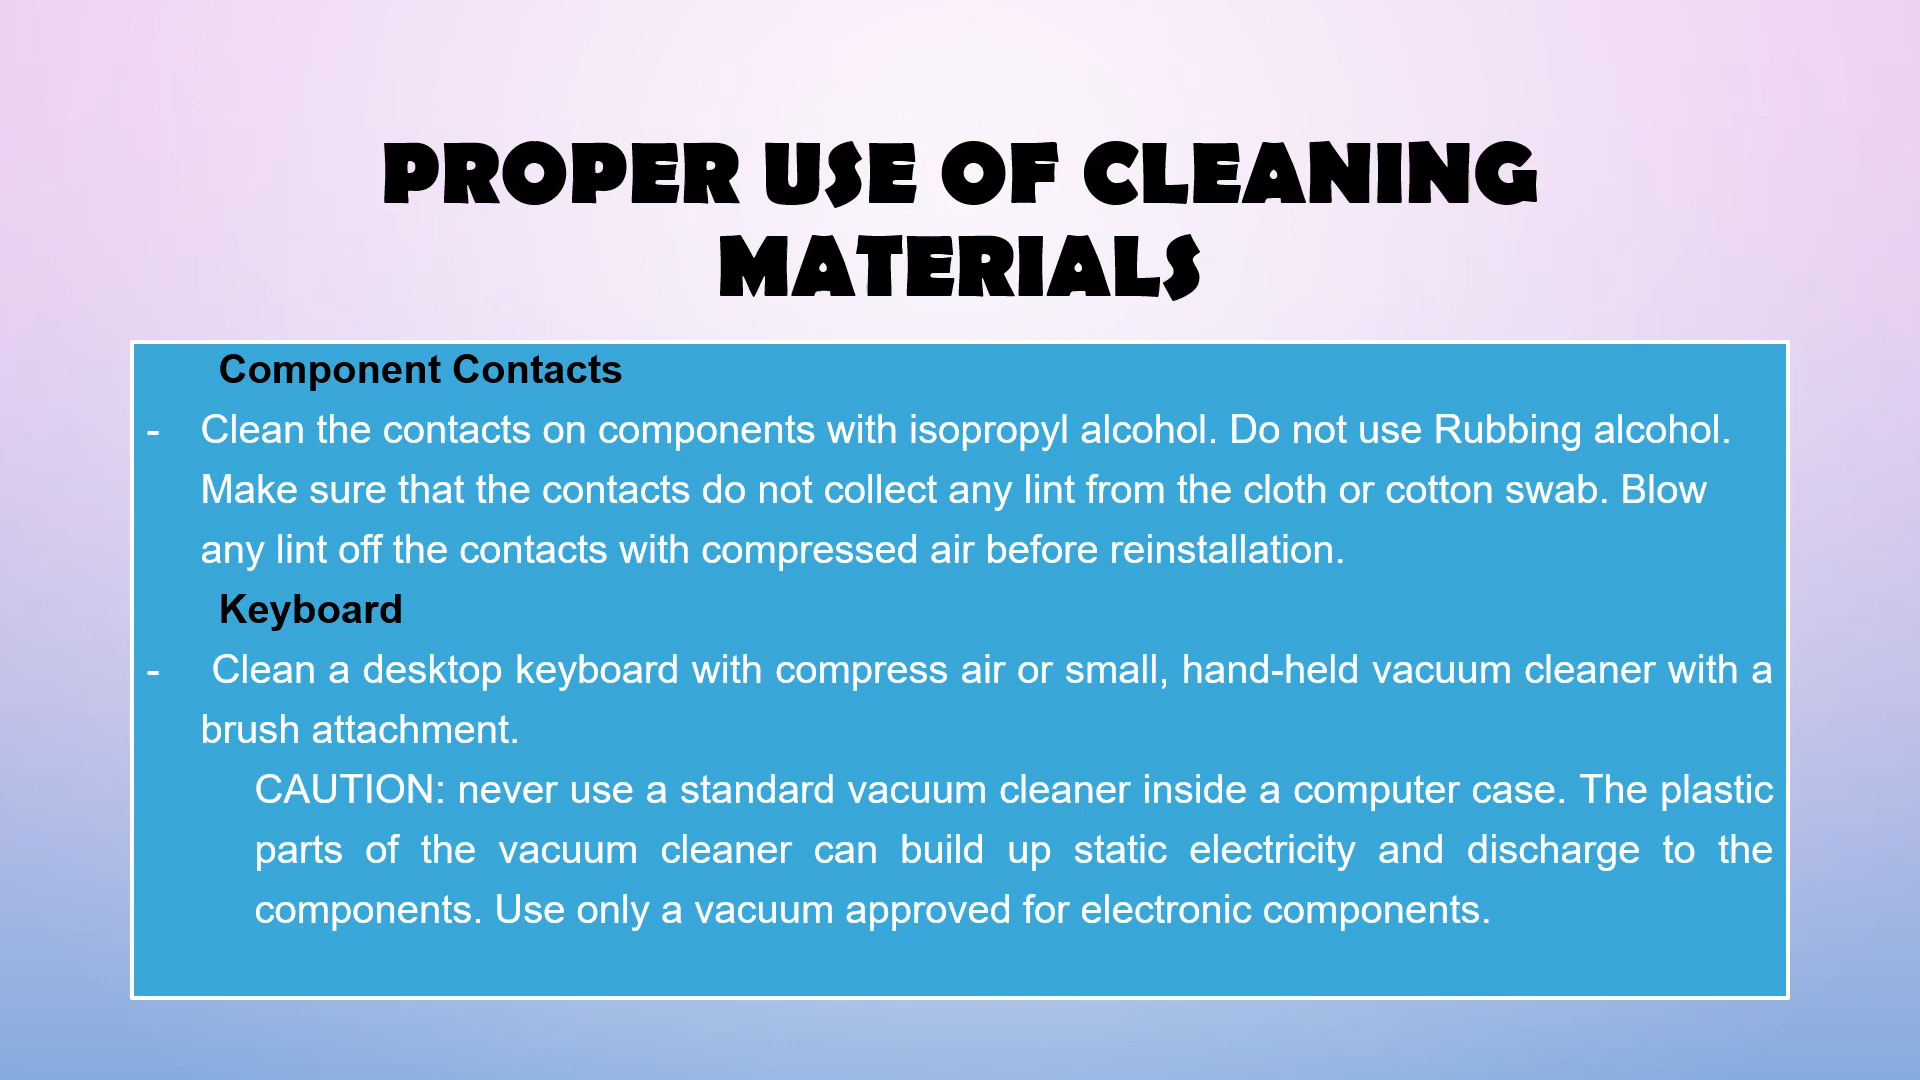 PROPER USE OF CLEANING
MATERIALS
Component Contacts
- Clean the contacts on components with isopropyl alcohol. Do not use Rubbing alcohol.
Make sure that the contacts do not collect any lint from the cloth or cotton swab. Blow
any lint off the contacts with compressed air before reinstallation.
Keyboard
- Clean a desktop keyboard with compress air or small, hand-held vacuum cleaner with a
brush attachment.
CAUTION: never use a standard vacuum cleaner inside a computer case. The plastic
parts of the vacuum cleaner can build up static electricity and discharge to the
components. Use only a vacuum approved for electronic components.